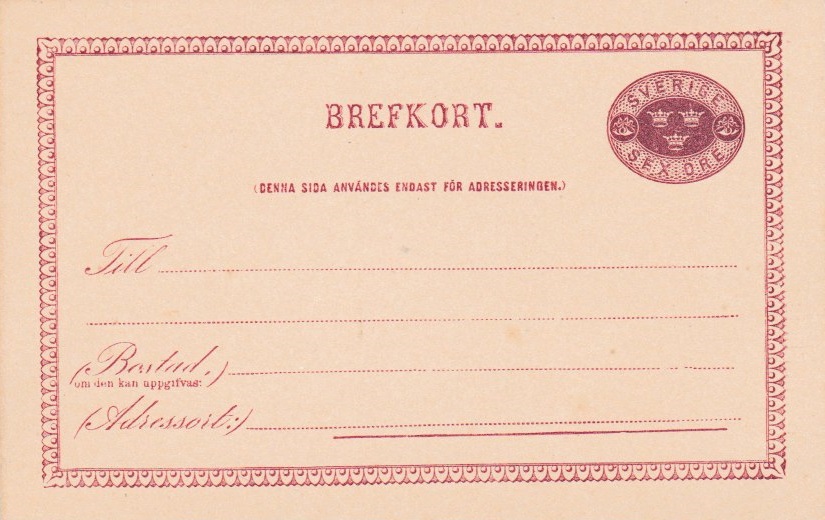 BREFKORT.
SVERIGE
SEX ÖRE
(DENNA SIDA ANVÄNDES ENDAST FÖR ADRESSERINGEN.)
Till
(Bostad,)
om den kan uppgifvas:
(Adressort:)